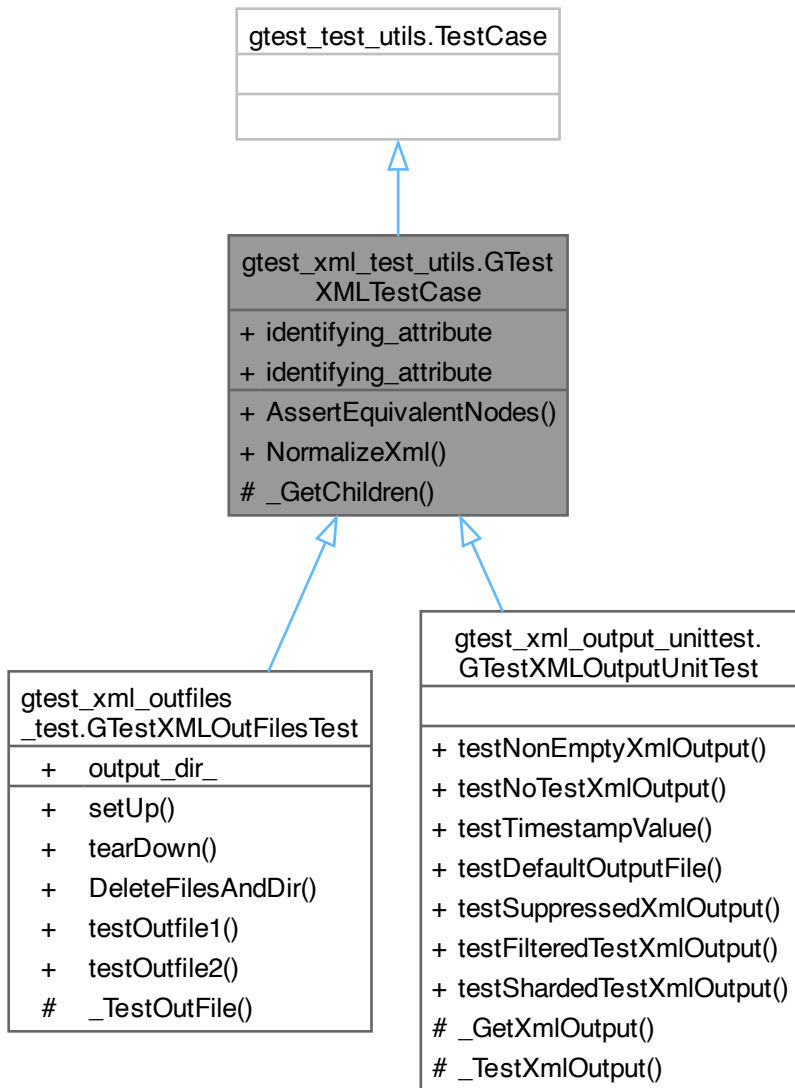 gtest_test_utils.TestCase
gtest_xml_test_utils.GTest
XMLTestCase
+ identifying_attribute
+ identifying_attribute
+ AssertEquivalentNodes()
+ NormalizeXml()
# _GetChildren()
gtest_xml_outfiles
_test.GTestXMLOutFilesTest
+ output_dir_
+ setUp()
+ tearDown()
+ DeleteFilesAndDir()
+ testOutfile1()
+ testOutfile2()
# _TestOutFile()
gtest_xml_output_unittest.
GTestXMLOutputUnitTest
+ testNonEmptyXmlOutput()
+ testNoTestXmlOutput()
+ testTimestampValue()
+ testDefaultOutputFile()
+ testSuppressedXmlOutput()
+ testFilteredTestXmlOutput()
+ testShardedTestXmlOutput()
# _GetXmlOutput()
# _TestXmlOutput()